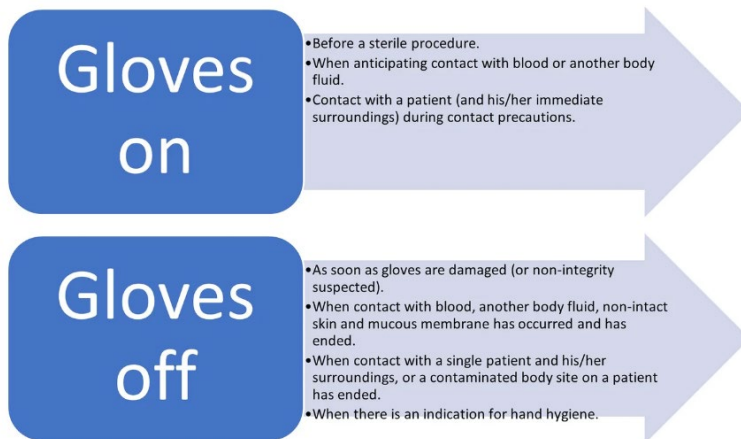 Gloves
on
•Before a sterile procedure.
•When anticipating contact with blood or another body
fluid.
•Contact with a patient (and his/her immediate
surroundings) during contact precautions.
Gloves
off
•As soon as gloves are damaged (or non-integrity
suspected).
•When contact with blood, another body fluid, non-intact
skin and mucous membrane has occurred and has
ended.
•When contact with a single patient and his/her
surroundings, or a contaminated body site on a patient
has ended.
•When there is an indication for hand hygiene.